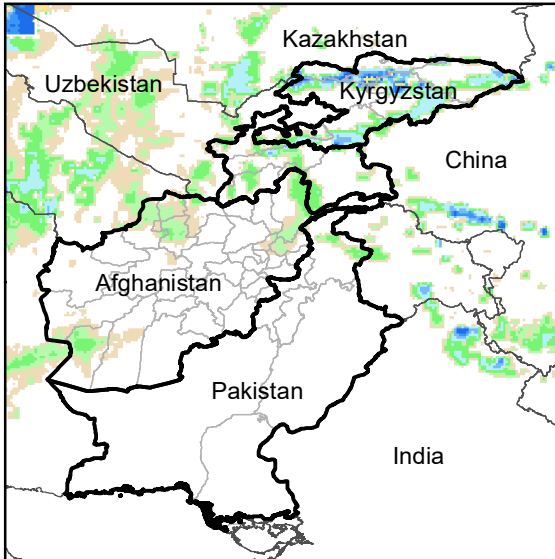 Kazakhstan
Uzbekistan
Kyrgyzstan
China
Afghanistan
Pakistan
India